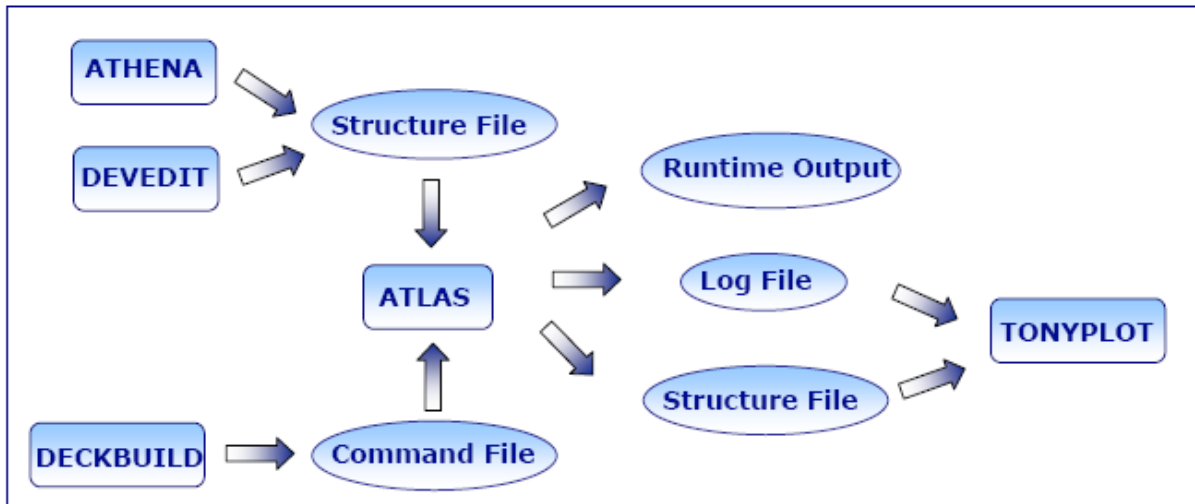 ATHENA
Structure File
DEVEDIT
Runtime Output
ATLAS
Log File
TONYPLOT
Structure File
DECKBUILD
Command File